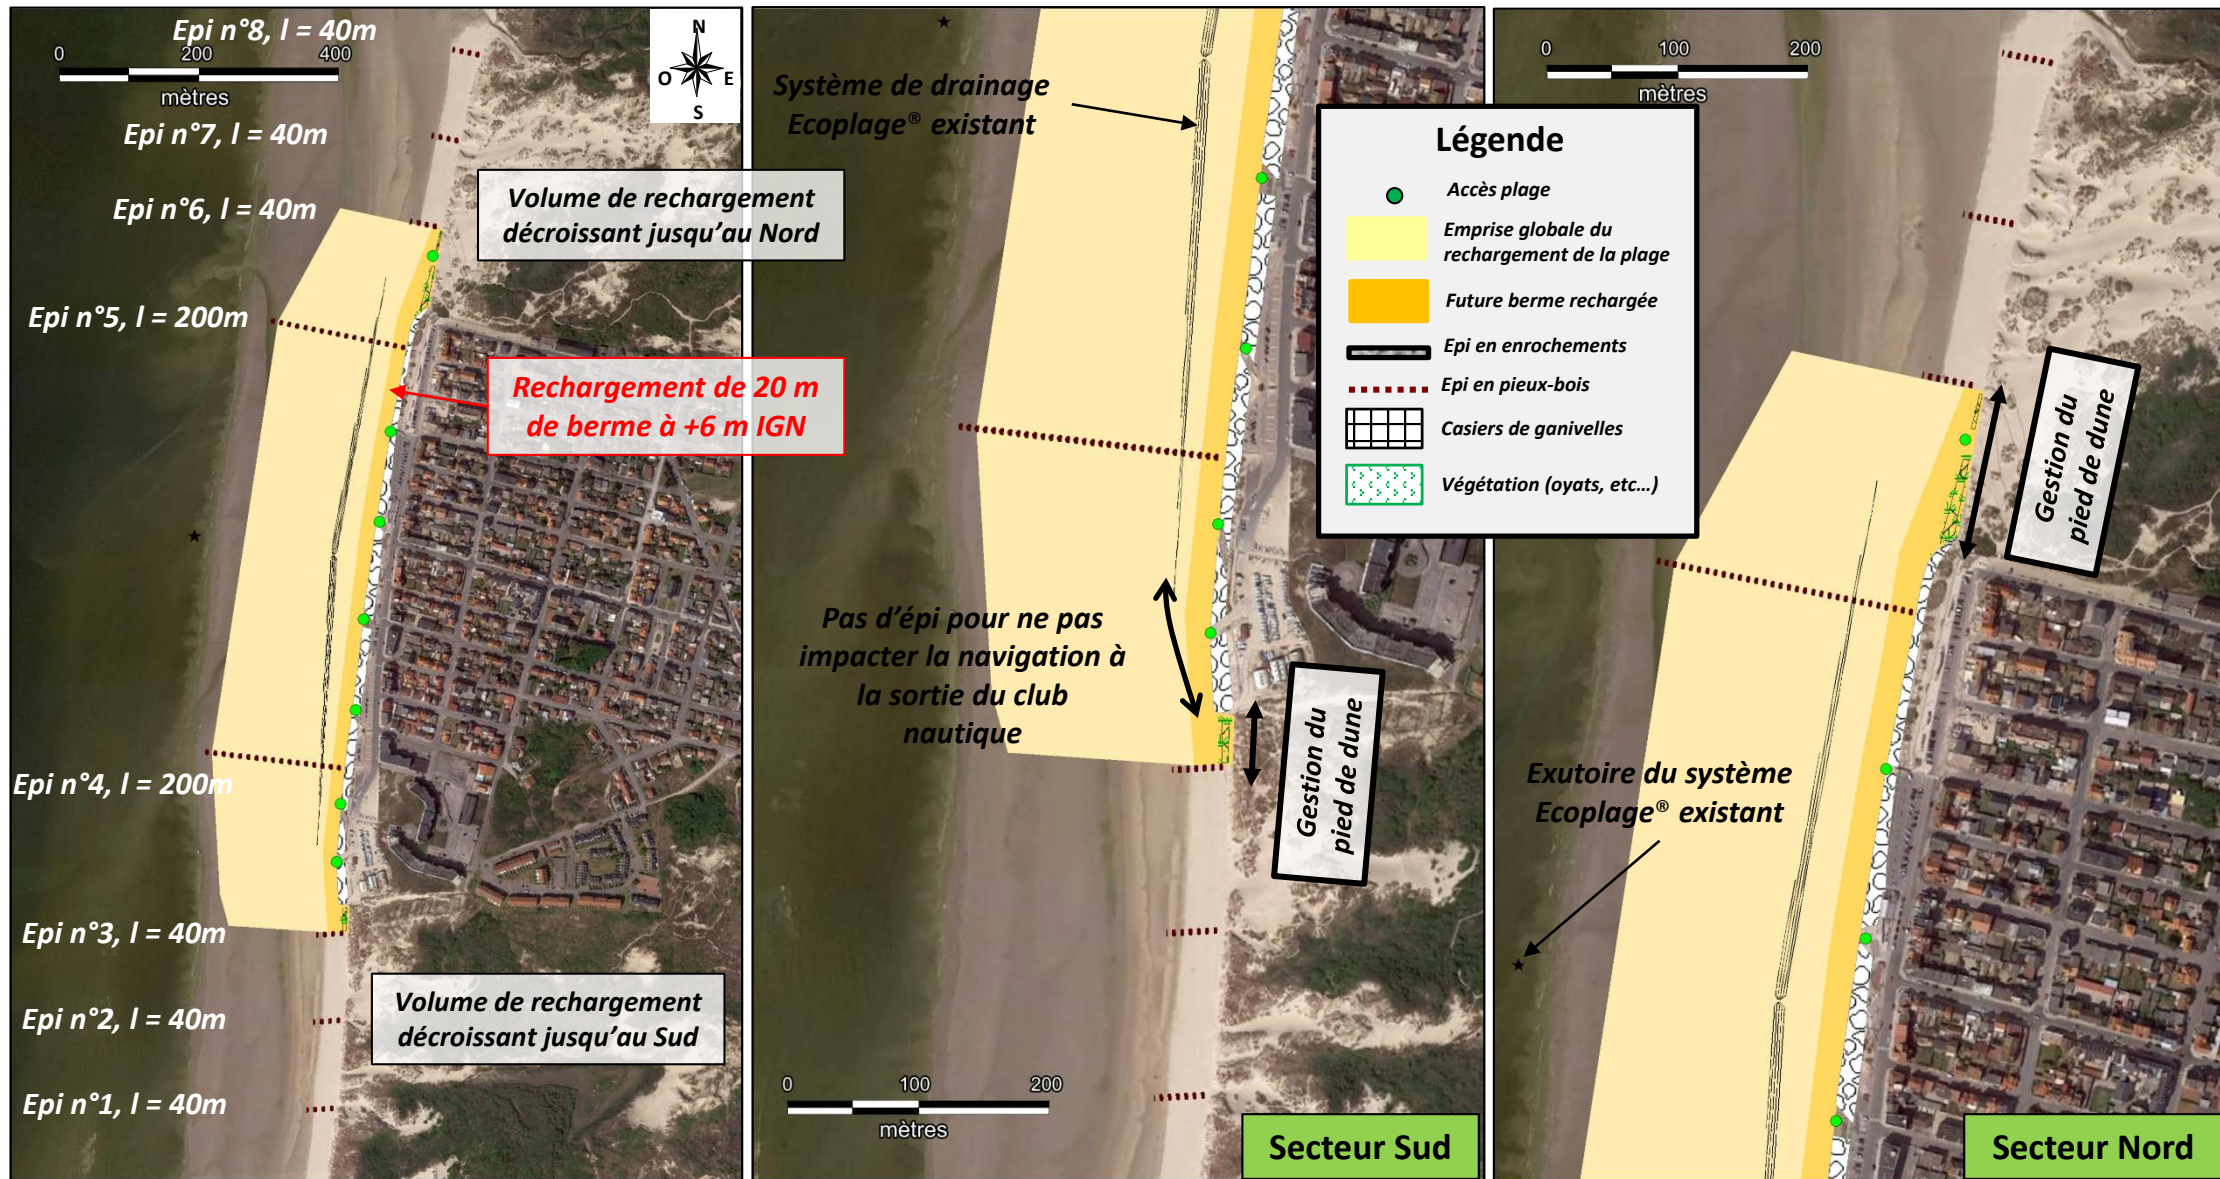 Epi n°8, l = 40m
0 200 400
mètres
N
O E
S
Epi n°7, l = 40m
Volume de rechargement
décroissant jusqu'au Nord
Epi n°6, l = 40m
Epi n°5, l = 200m
Rechargement de 20 m
de berme à +6 m IGN
Epi n°4, l = 200m
Epi n°3, l = 40m
Volume de rechargement
décroissant jusqu'au Sud
Epi n°2, l = 40m
Epi n°1, l = 40m
Système de drainage
Ecoplage® existant
Pas d'épi pour ne pas
impacter la navigation à
la sortie du club
nautique
Gestion du
pied de dune
0 100 200
mètres
Secteur Sud
Légende
Accès plage
Emprise globale du
rechargement de la plage
Future berme rechargée
Epi en enrochements
Epi en pieux-bois
Casiers de ganivelles
Végétation (oyats, etc...)
0 100 200
mètres
Gestion du
pied de dune
Exutoire du système
Ecoplage® existant
Secteur Nord